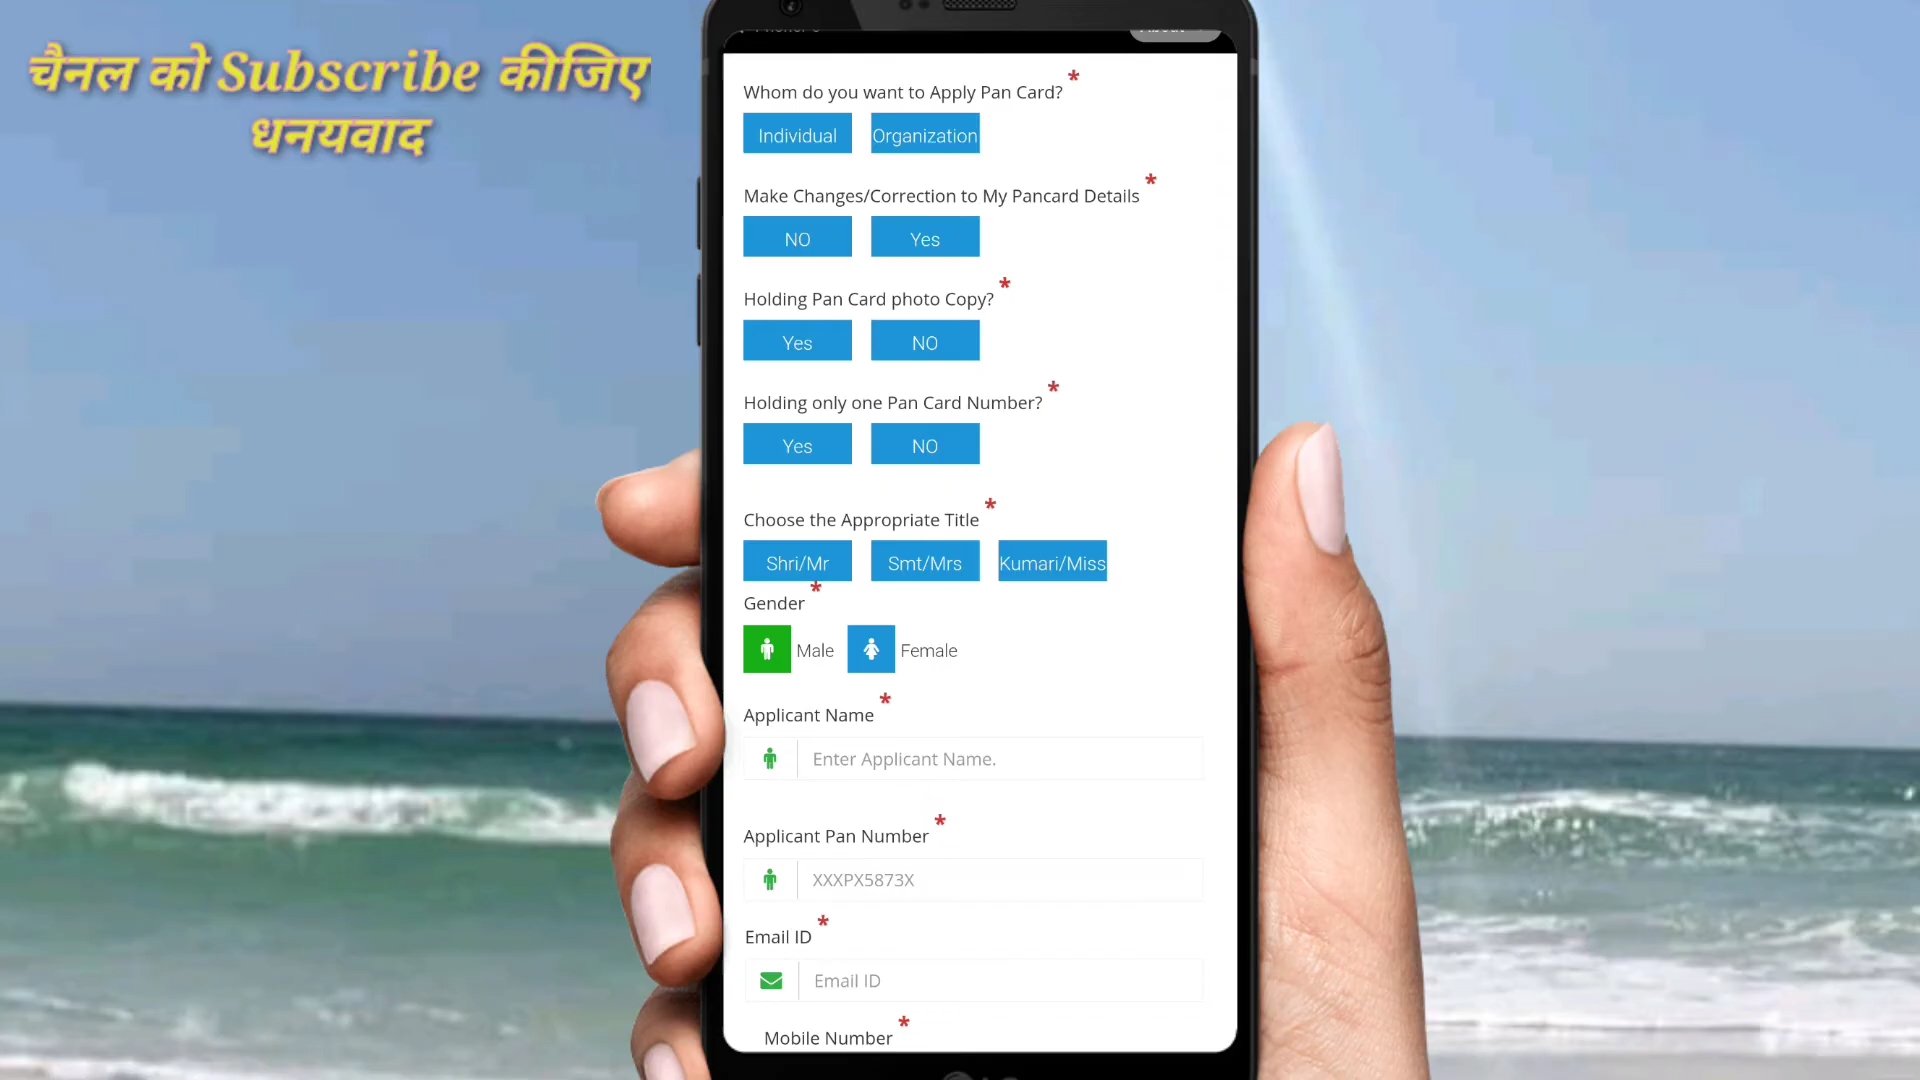 चैनल को Subscribe कीजिए
धनयवाद
Whom do you want to Apply Pan Card? *
Individual Organization
Make Changes/Correction to My Pancard Details *
NO Yes
Holding Pan Card photo Copy? *
Yes NO
Holding only one Pan Card Number? *
Yes NO
Choose the Appropriate Title *
Shri/Mr Smt/Mrs Kumari/Miss
Gender *
Male Female
Applicant Name *
Enter Applicant Name.
Applicant Pan Number *
XXXPX5873X
Email ID *
Email ID
Mobile Number *